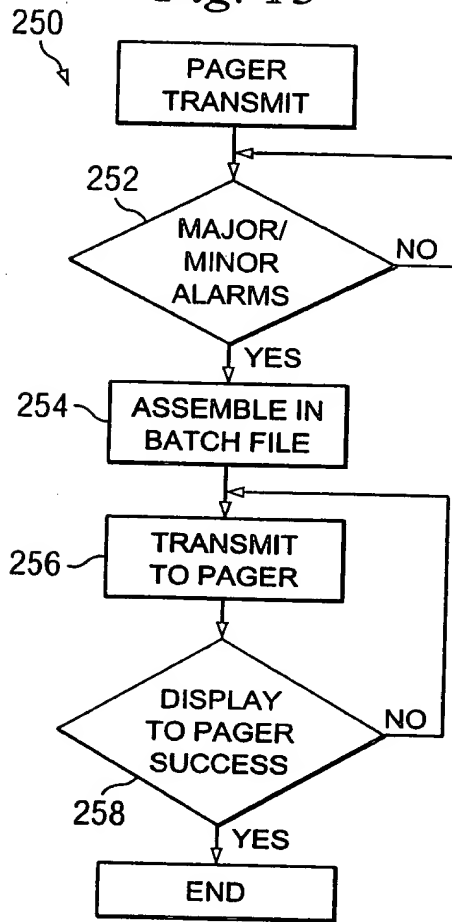 250
PAGER
TRANSMIT
252
MAJOR/
MINOR
ALARMS
NO
YES
254
ASSEMBLE IN
BATCH FILE
256
TRANSMIT
TO PAGER
DISPLAY
TO PAGER
SUCCESS
NO
258
YES
END